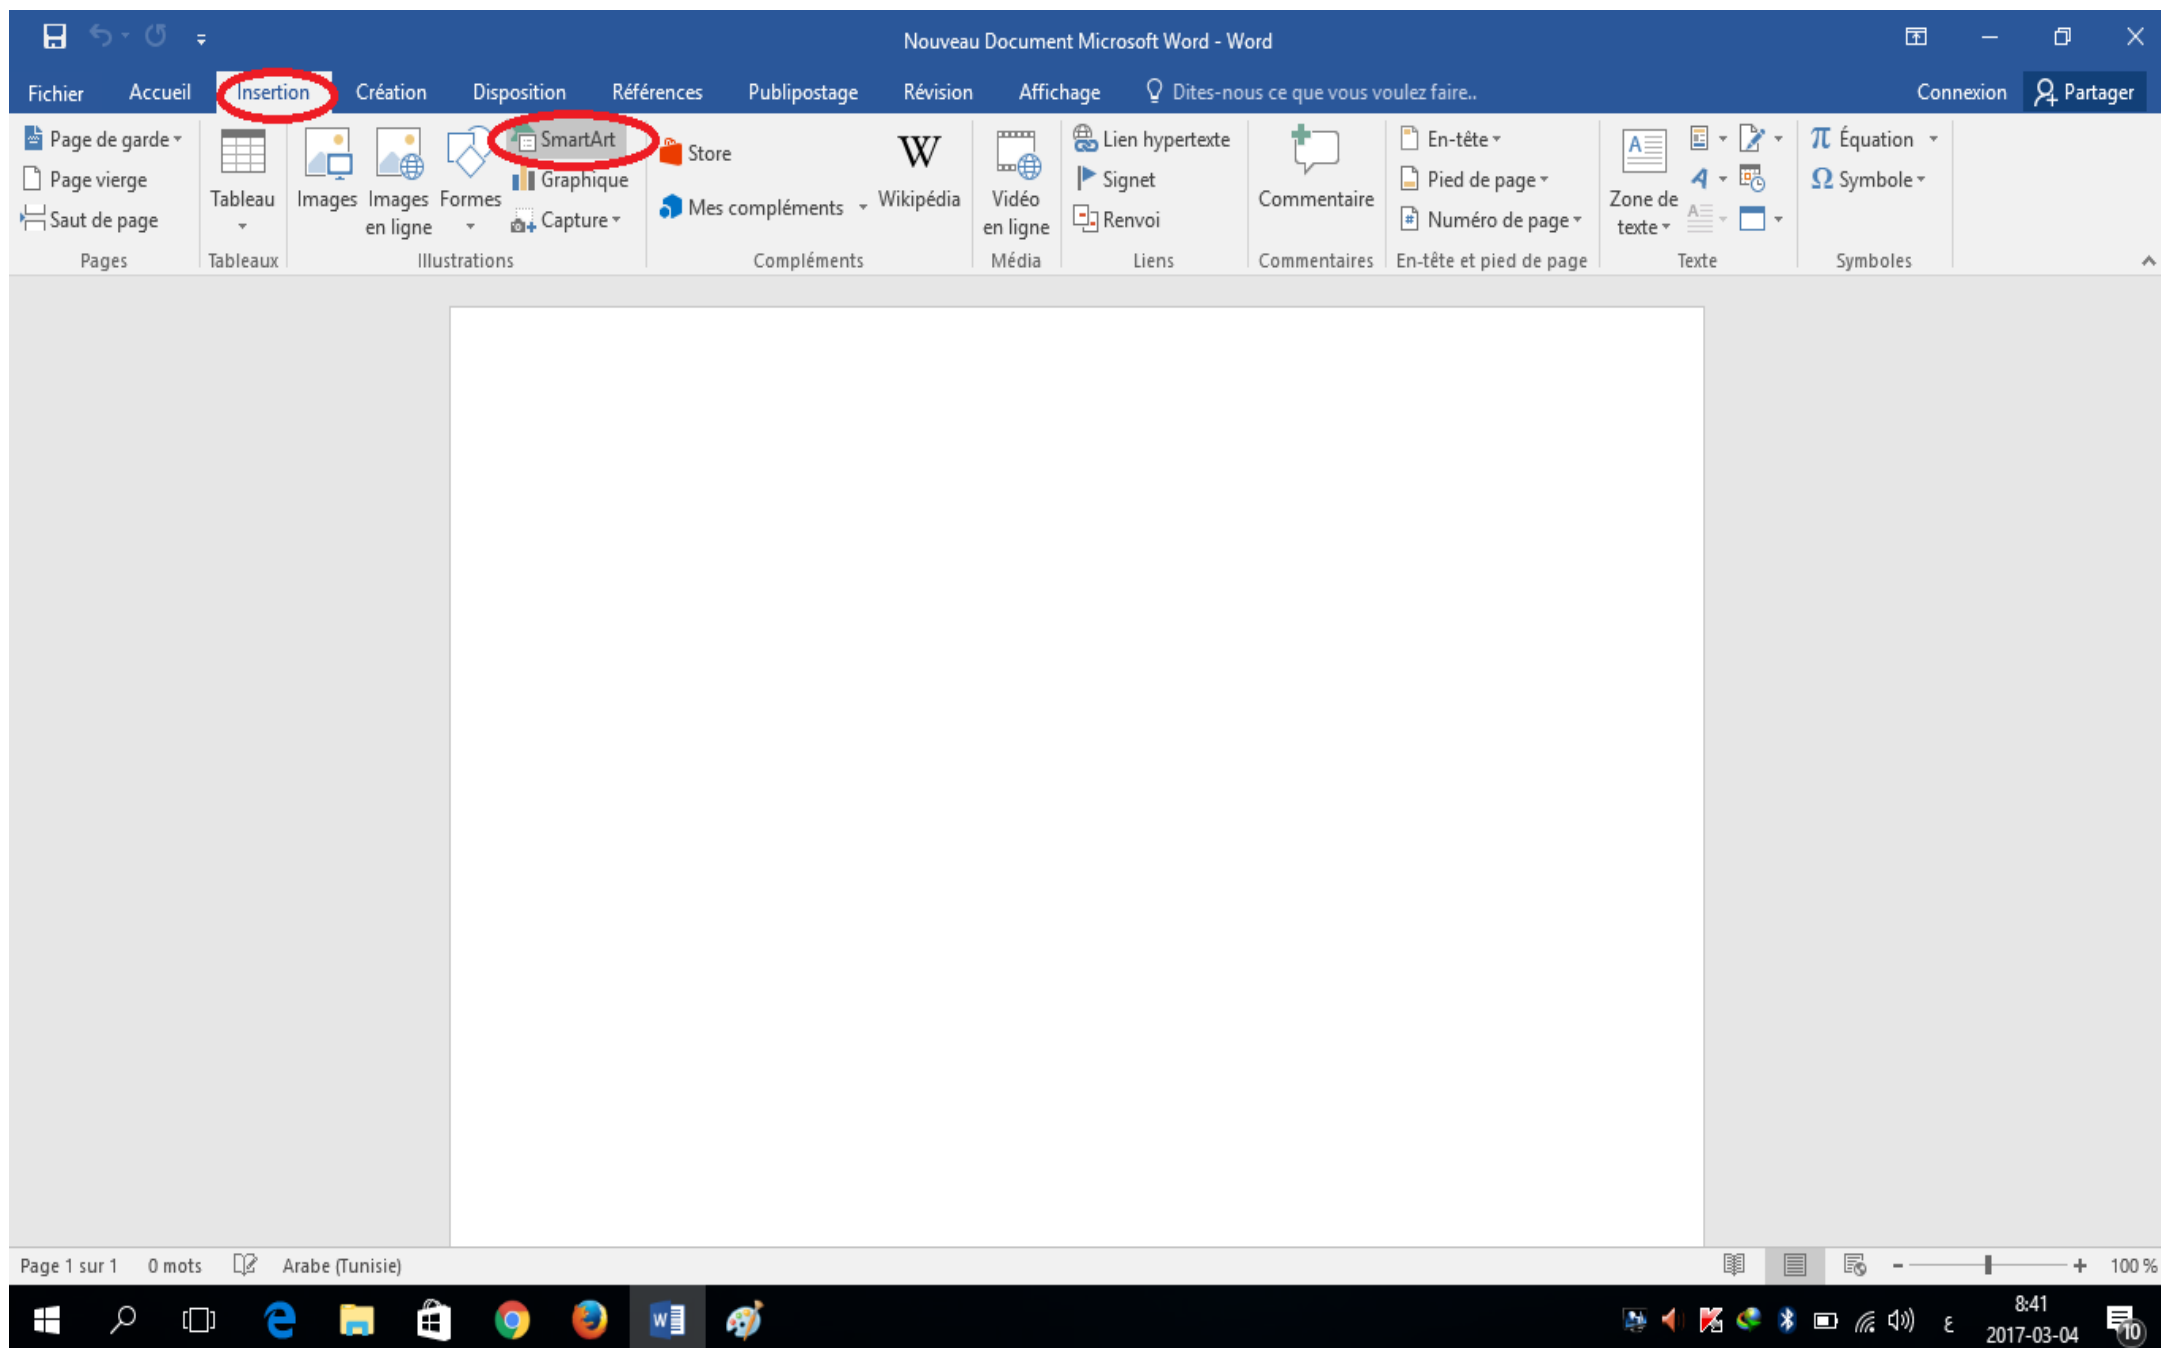 Nouveau Document Microsoft Word - Word
Fichier Accueil Insertion Création Disposition Références Publipostage Révision Affichage Dites-nous ce que vous voulez faire.. Connexion Partager
Page de garde
Page vierge
Saut de page
Pages
Tableau
Tableaux
Images
Images en ligne
Formes
SmartArt
Graphique
Capture
Illustrations
Store
Mes compléments
W
Wikipédia
Compléments
Vidéo en ligne
Média
Lien hypertexte
Signet
Renvoi
Liens
Commentaire
Commentaires
En-tête
Pied de page
Numéro de page
En-tête et pied de page
Zone de texte
Texte
π Équation
Ω Symbole
Symboles
Page 1 sur 1 0 mots Arabe (Tunisie) 100 %
ع 8:41
2017-03-04 10